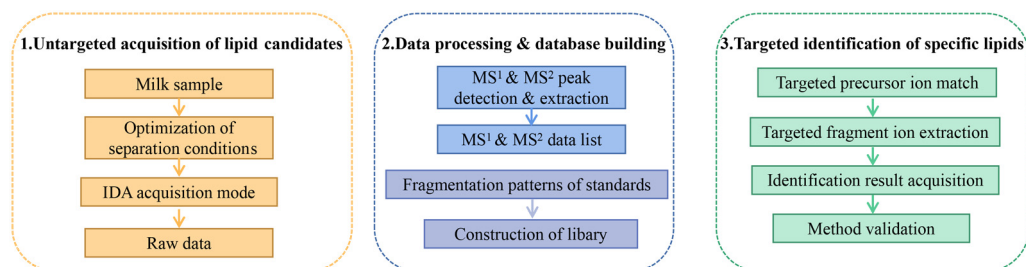 1.Untargeted acquisition of lipid candidates
Milk sample
Optimization of
separation conditions
IDA acquisition mode
Raw data
2.Data processing & database building
MS¹ & MS² peak
detection & extraction
MS¹ & MS² data list
Fragmentation patterns of standards
Construction of libary
3.Targeted identification of specific lipids
Targeted precursor ion match
Targeted fragment ion extraction
Identification result acquisition
Method validation